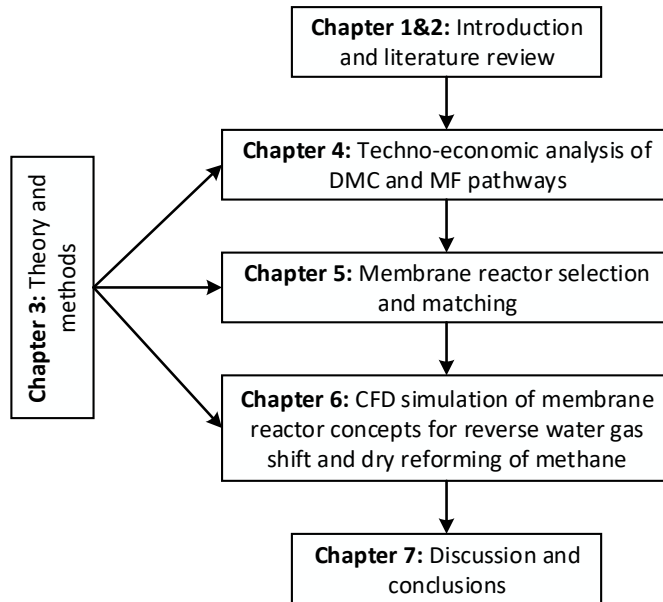 Chapter 1&2: Introduction
and literature review
Chapter 3: Theory and
methods
Chapter 4: Techno-economic analysis of
DMC and MF pathways
Chapter 5: Membrane reactor selection
and matching
Chapter 6: CFD simulation of membrane
reactor concepts for reverse water gas
shift and dry reforming of methane
Chapter 7: Discussion and
conclusions